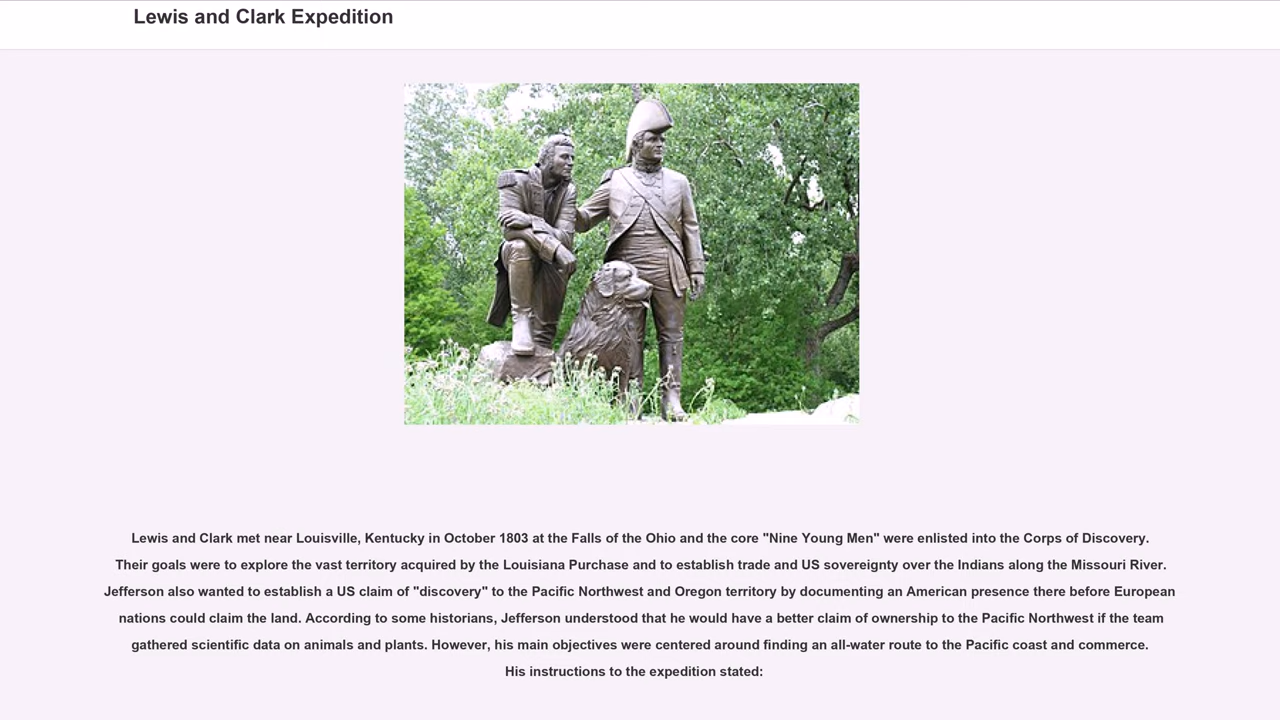 Lewis and Clark Expedition
Lewis and Clark met near Louisville, Kentucky in October 1803 at the Falls of the Ohio and the core "Nine Young Men" were enlisted into the Corps of Discovery.
Their goals were to explore the vast territory acquired by the Louisiana Purchase and to establish trade and US sovereignty over the Indians along the Missouri River.
Jefferson also wanted to establish a US claim of "discovery" to the Pacific Northwest and Oregon territory by documenting an American presence there before European
nations could claim the land. According to some historians, Jefferson understood that he would have a better claim of ownership to the Pacific Northwest if the team
gathered scientific data on animals and plants. However, his main objectives were centered around finding an all-water route to the Pacific coast and commerce.
His instructions to the expedition stated: